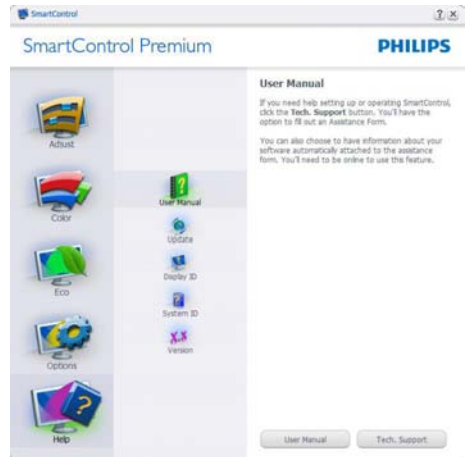 SmartControl
SmartControl Premium
PHILIPS
Adjust
Color
Eco
Options
Help
User Manual
Update
Display ID
System ID
Version
User Manual
If you need help setting up or operating SmartControl,
click the Tech. Support button. You'll have the
option to fill out an Assistance Form.
You can also choose to have information about your
software automatically attached to the assistance
form. You'll need to be online to use this feature.
User Manual
Tech. Support